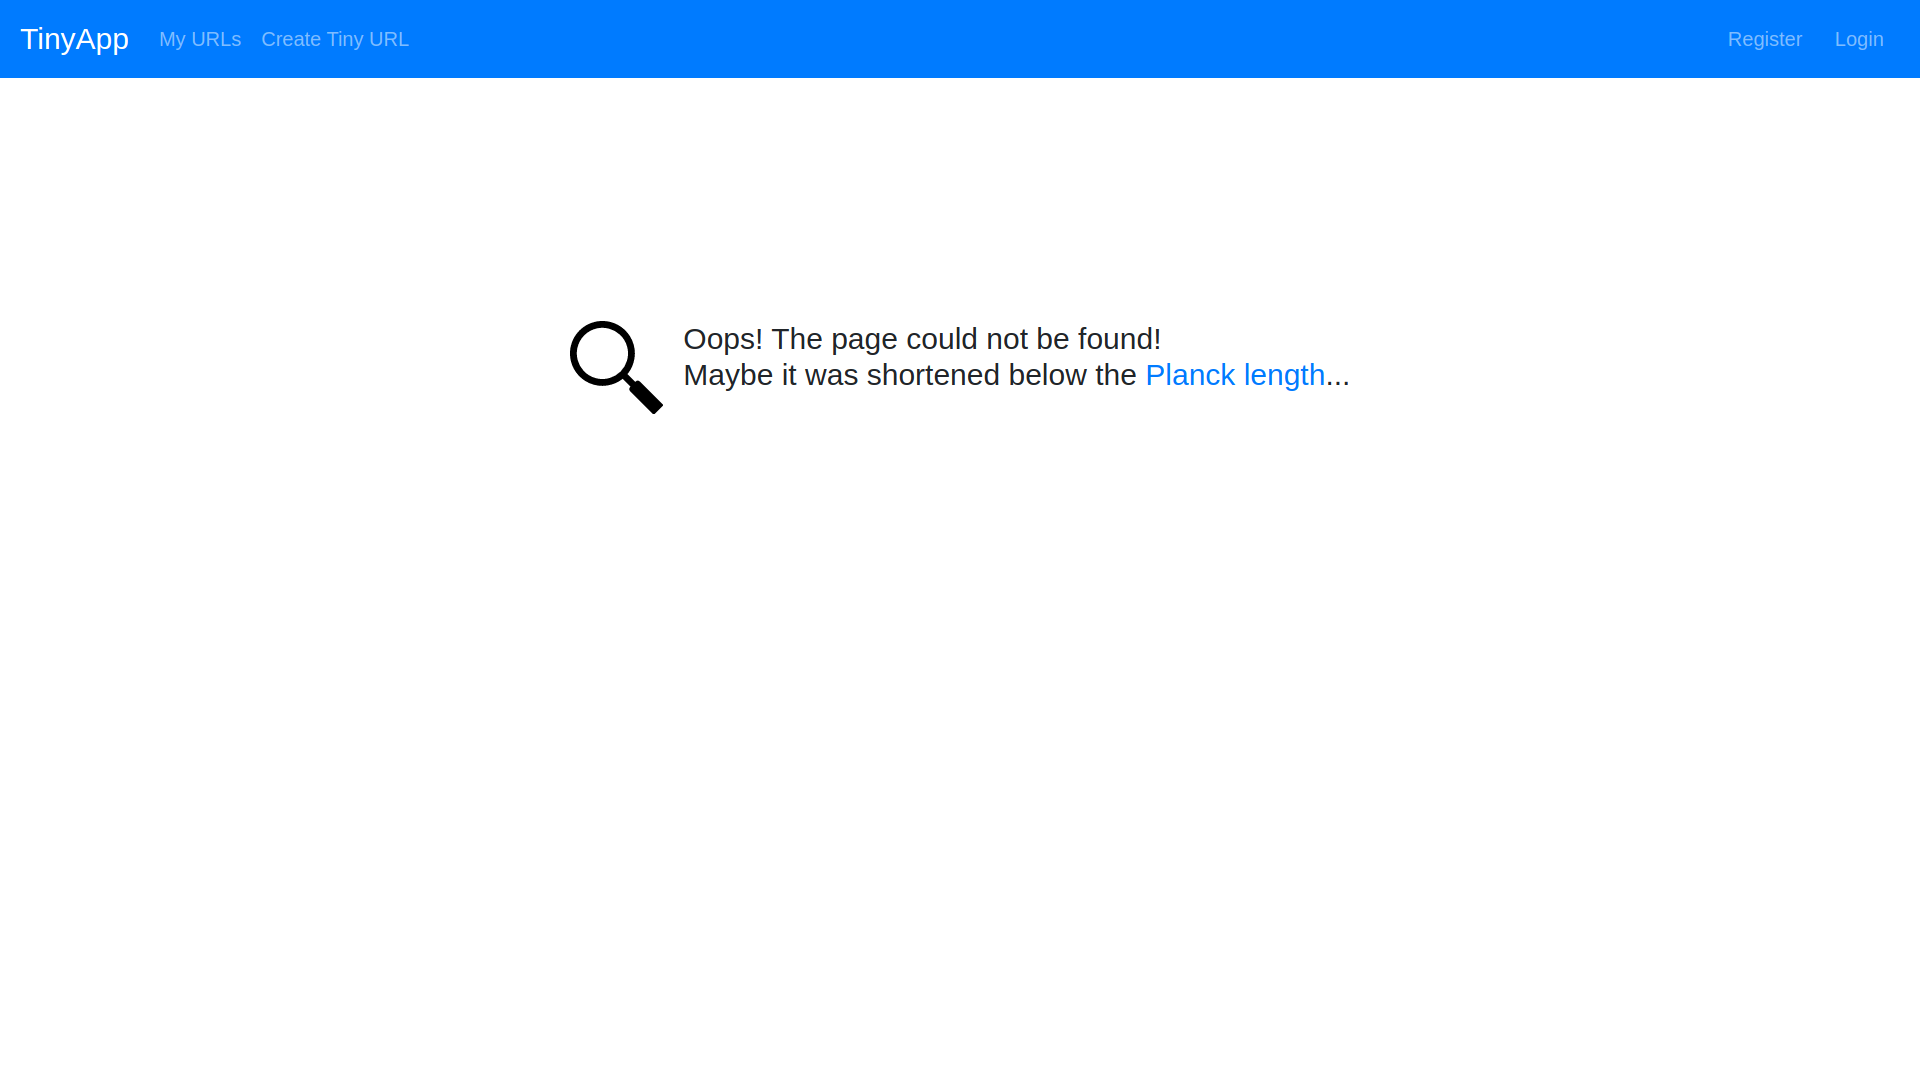 TinyApp My URLs Create Tiny URL Register Login
Oops! The page could not be found!
Maybe it was shortened below the Planck length...